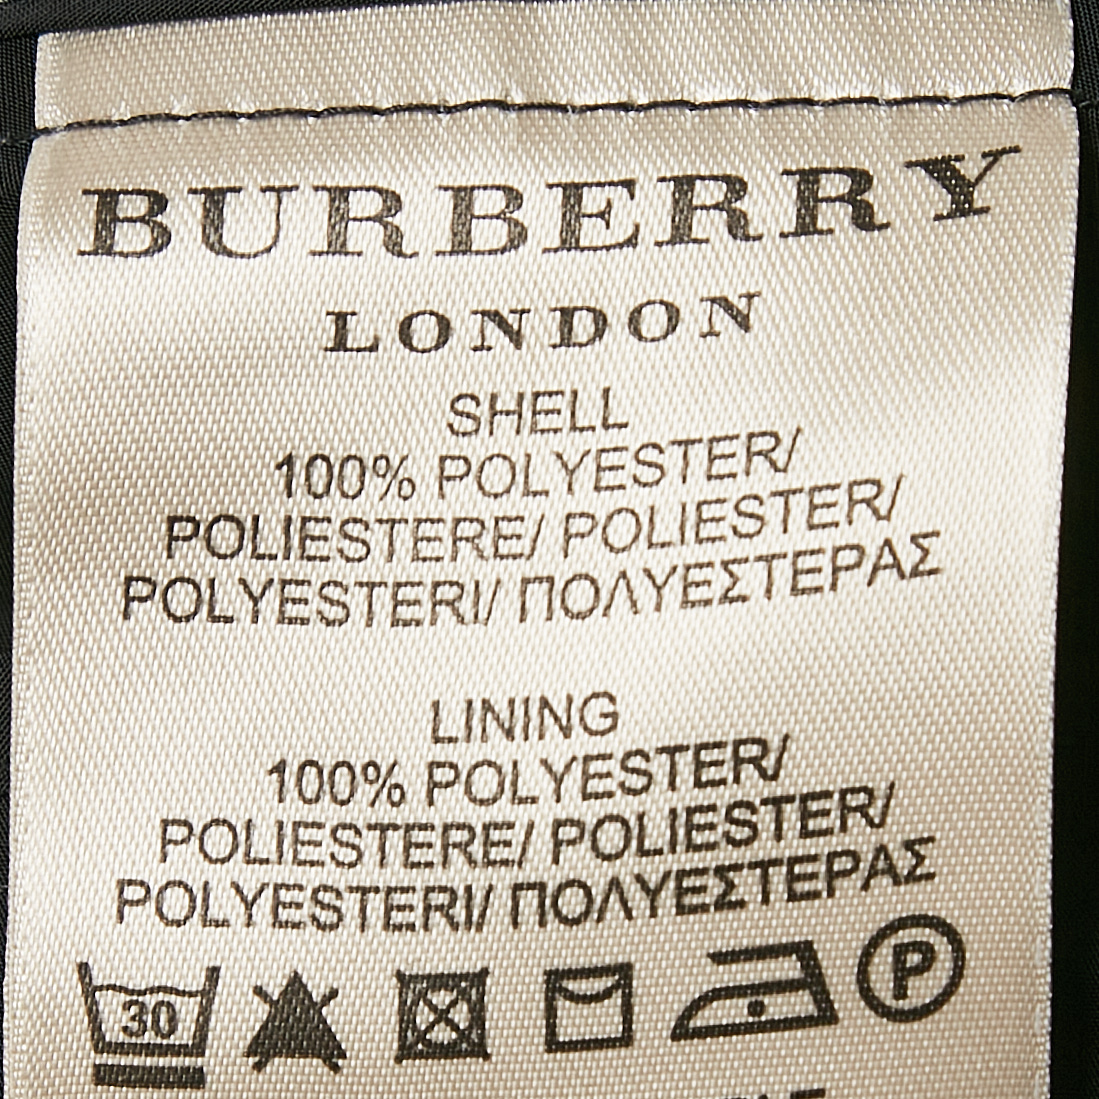 BURBERRY
LONDON
SHELL
100% POLYESTER/
POLIESTERE/ POLIESTER/
POLYESTERI/ ΠΟΛΥΕΣΤΕΡΑΣ
LINING
100% POLYESTER/
POLIESTERE/ POLIESTER/
POLYESTERI/ ΠΟΛΥΕΣΤΕΡΑΣ
30 P